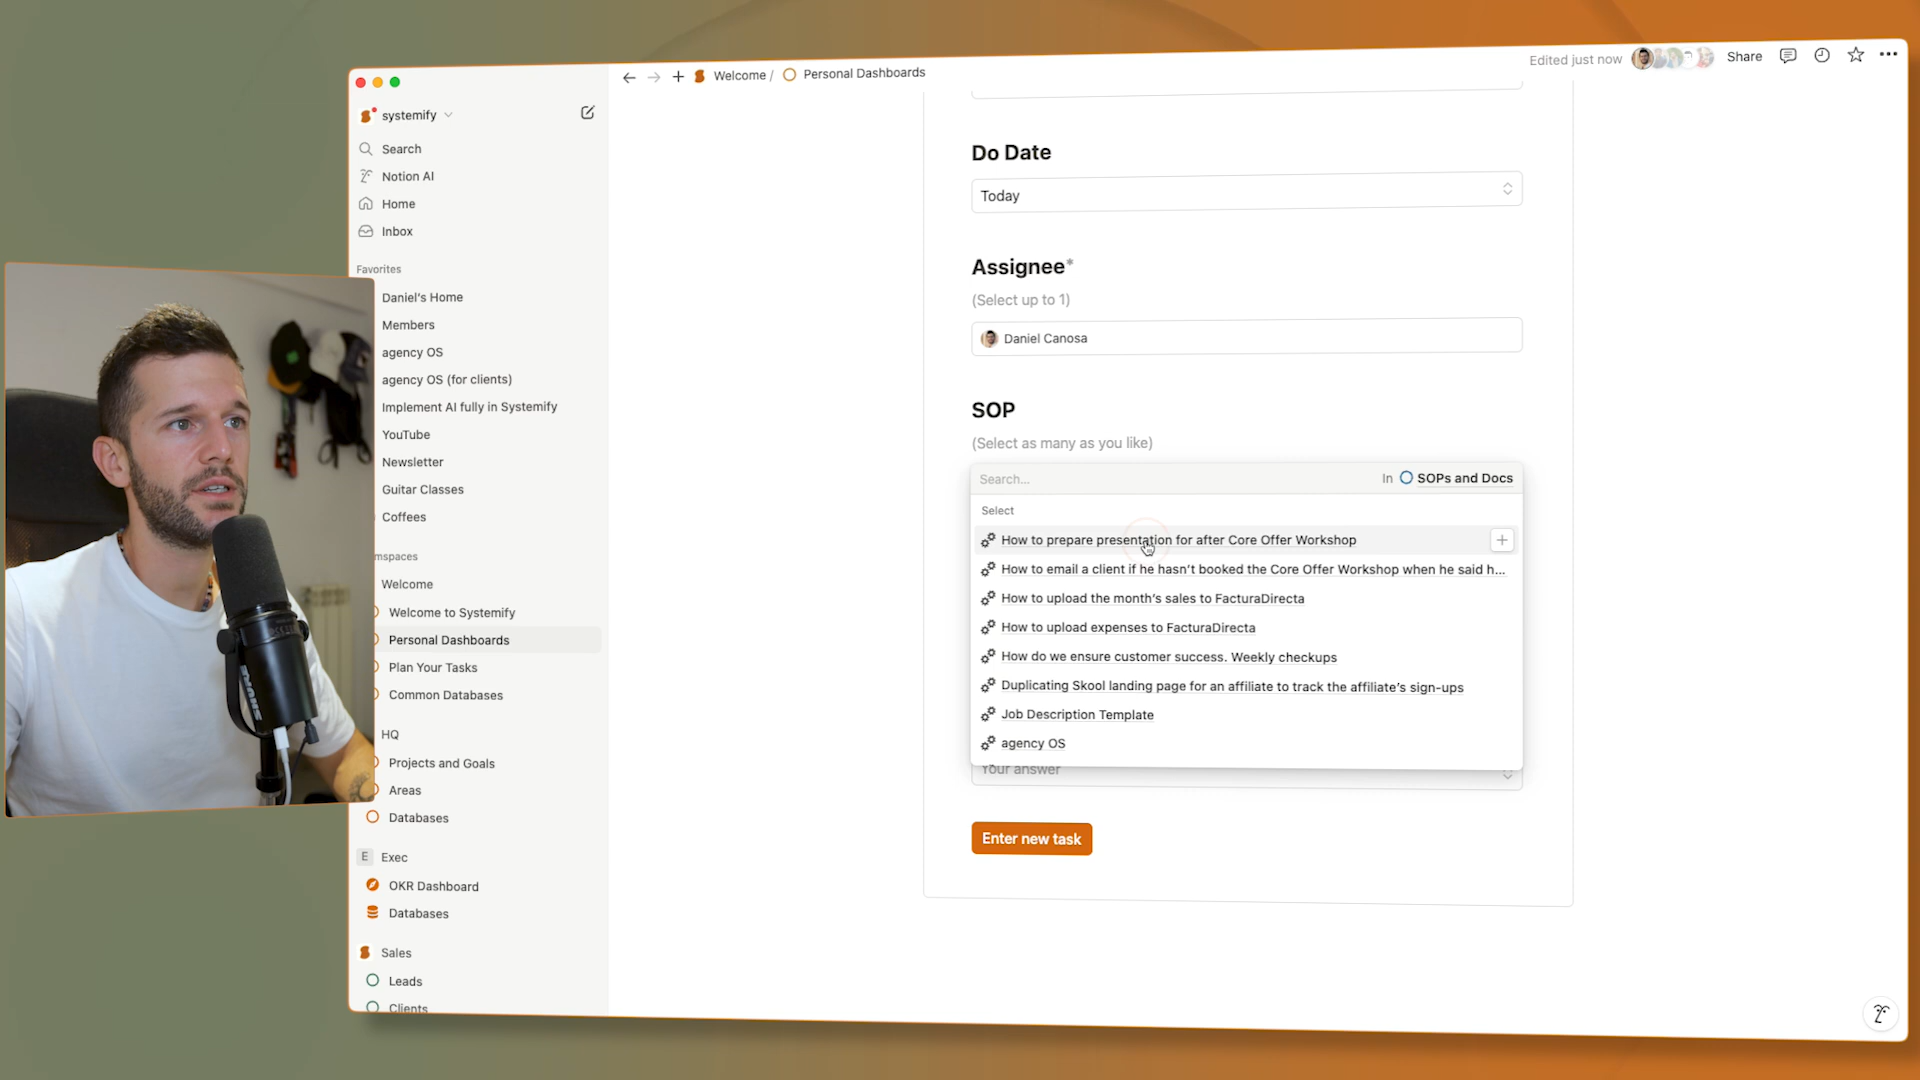 systemify
Search
Notion AI
Home
Inbox
Favorites
Daniel's Home
Members
agency OS
agency OS (for clients)
Implement AI fully in Systemify
YouTube
Newsletter
Guitar Classes
Coffees
mspaces
Welcome
Welcome to Systemify
Personal Dashboards
Plan Your Tasks
Common Databases
HQ
Projects and Goals
Areas
Databases
E Exec
OKR Dashboard
Databases
Sales
Leads
Clients
Welcome / Personal Dashboards
Edited just now
Share
Do Date
Today
Assignee*
(Select up to 1)
Daniel Canosa
SOP
(Select as many as you like)
Search...
In SOPs and Docs
Select
How to prepare presentation for after Core Offer Workshop
How to email a client if he hasn't booked the Core Offer Workshop when he said h...
How to upload the month's sales to FacturaDirecta
How to upload expenses to FacturaDirecta
How do we ensure customer success. Weekly checkups
Duplicating Skool landing page for an affiliate to track the affiliate's sign-ups
Job Description Template
agency OS
Your answer
Enter new task
SHURE